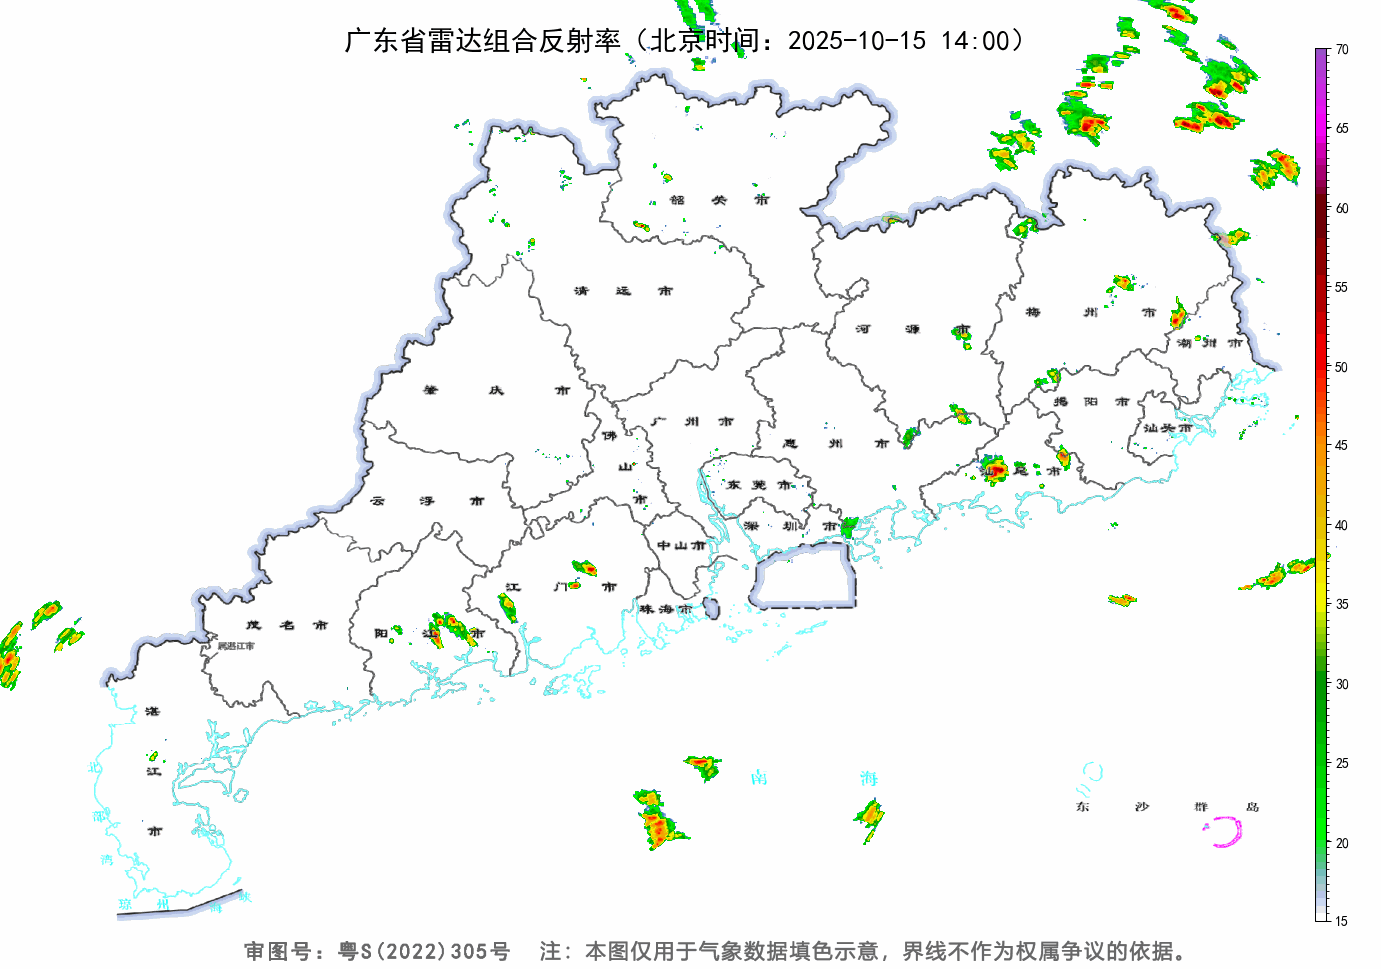 广东省雷达组合反射率（北京时间：2025-10-15 14:00）
70
65
60
55
50
45
40
35
30
25
20
15
韶关市
清远市
河源市
梅州市
潮州市
肇庆市
广州市
揭阳市
汕头市
佛山市
惠州市
汕尾市
云浮市
东莞市
深圳市
中山市
江门市
珠海市
茂名市
阳江市
属湛江市
湛江市
北部湾
南海
东沙群岛
琼州海峡
审图号：粤S(2022)305号 注：本图仅用于气象数据填色示意，界线不作为权属争议的依据。